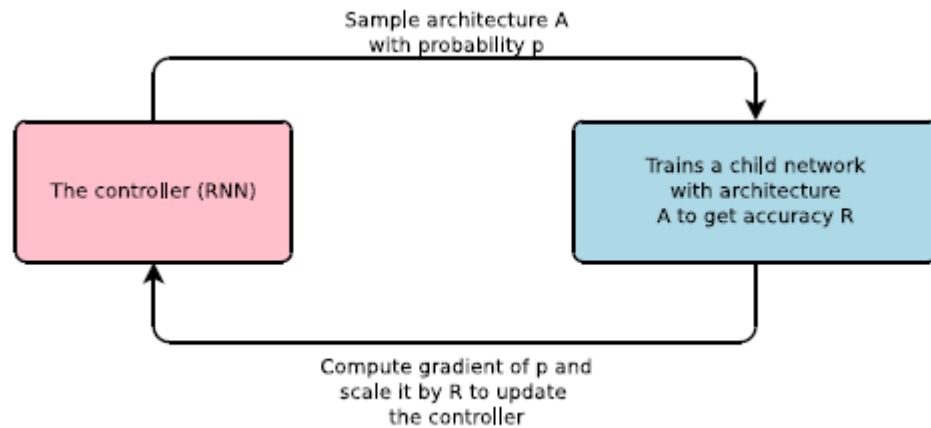 Sample architecture A
with probability p
The controller (RNN)
Trains a child network
with architecture
A to get accuracy R
Compute gradient of p and
scale it by R to update
the controller